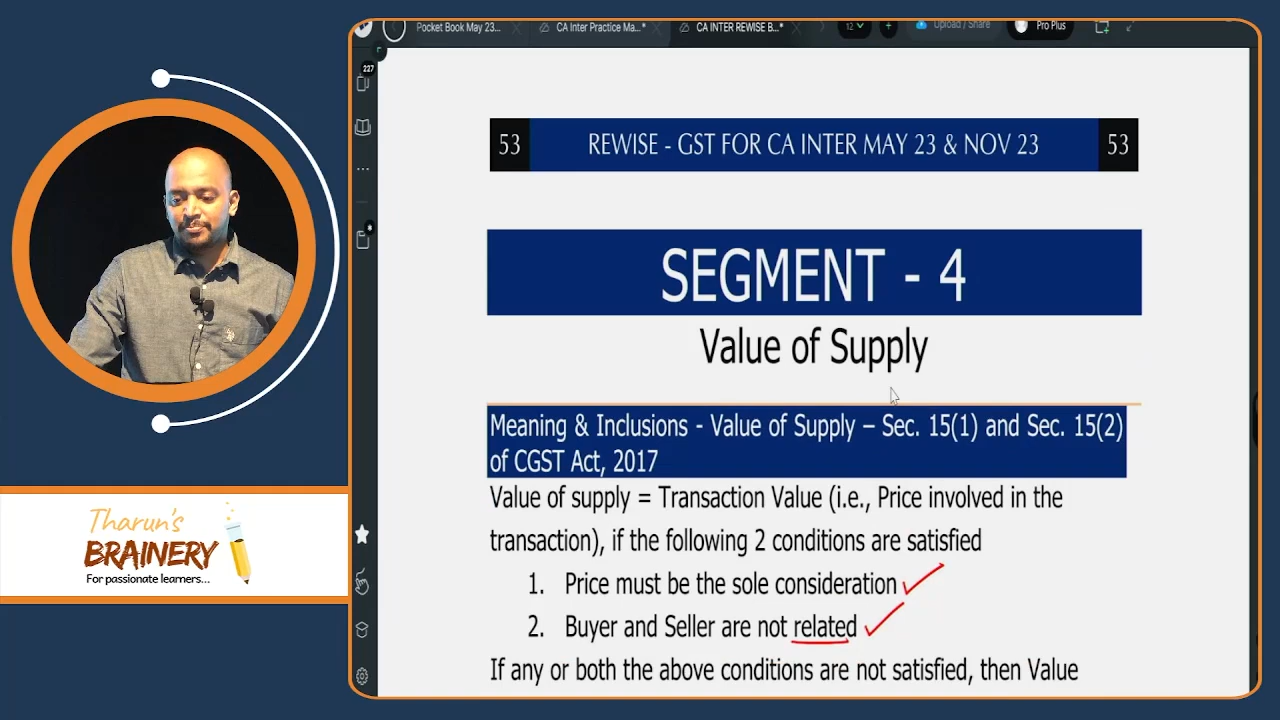 Pocket Book May 23...
CA Inter Practice Ma...*
CA INTER REWISE B...*
12
+
Upload / Share
Pro Plus
227
53
REWISE - GST FOR CA INTER MAY 23 & NOV 23
53
SEGMENT - 4
Value of Supply
Meaning & Inclusions - Value of Supply – Sec. 15(1) and Sec. 15(2)
of CGST Act, 2017
Value of supply = Transaction Value (i.e., Price involved in the
transaction), if the following 2 conditions are satisfied
1. Price must be the sole consideration
2. Buyer and Seller are not related
If any or both the above conditions are not satisfied, then Value
Tharun's
BRAINERY
For passionate learners...